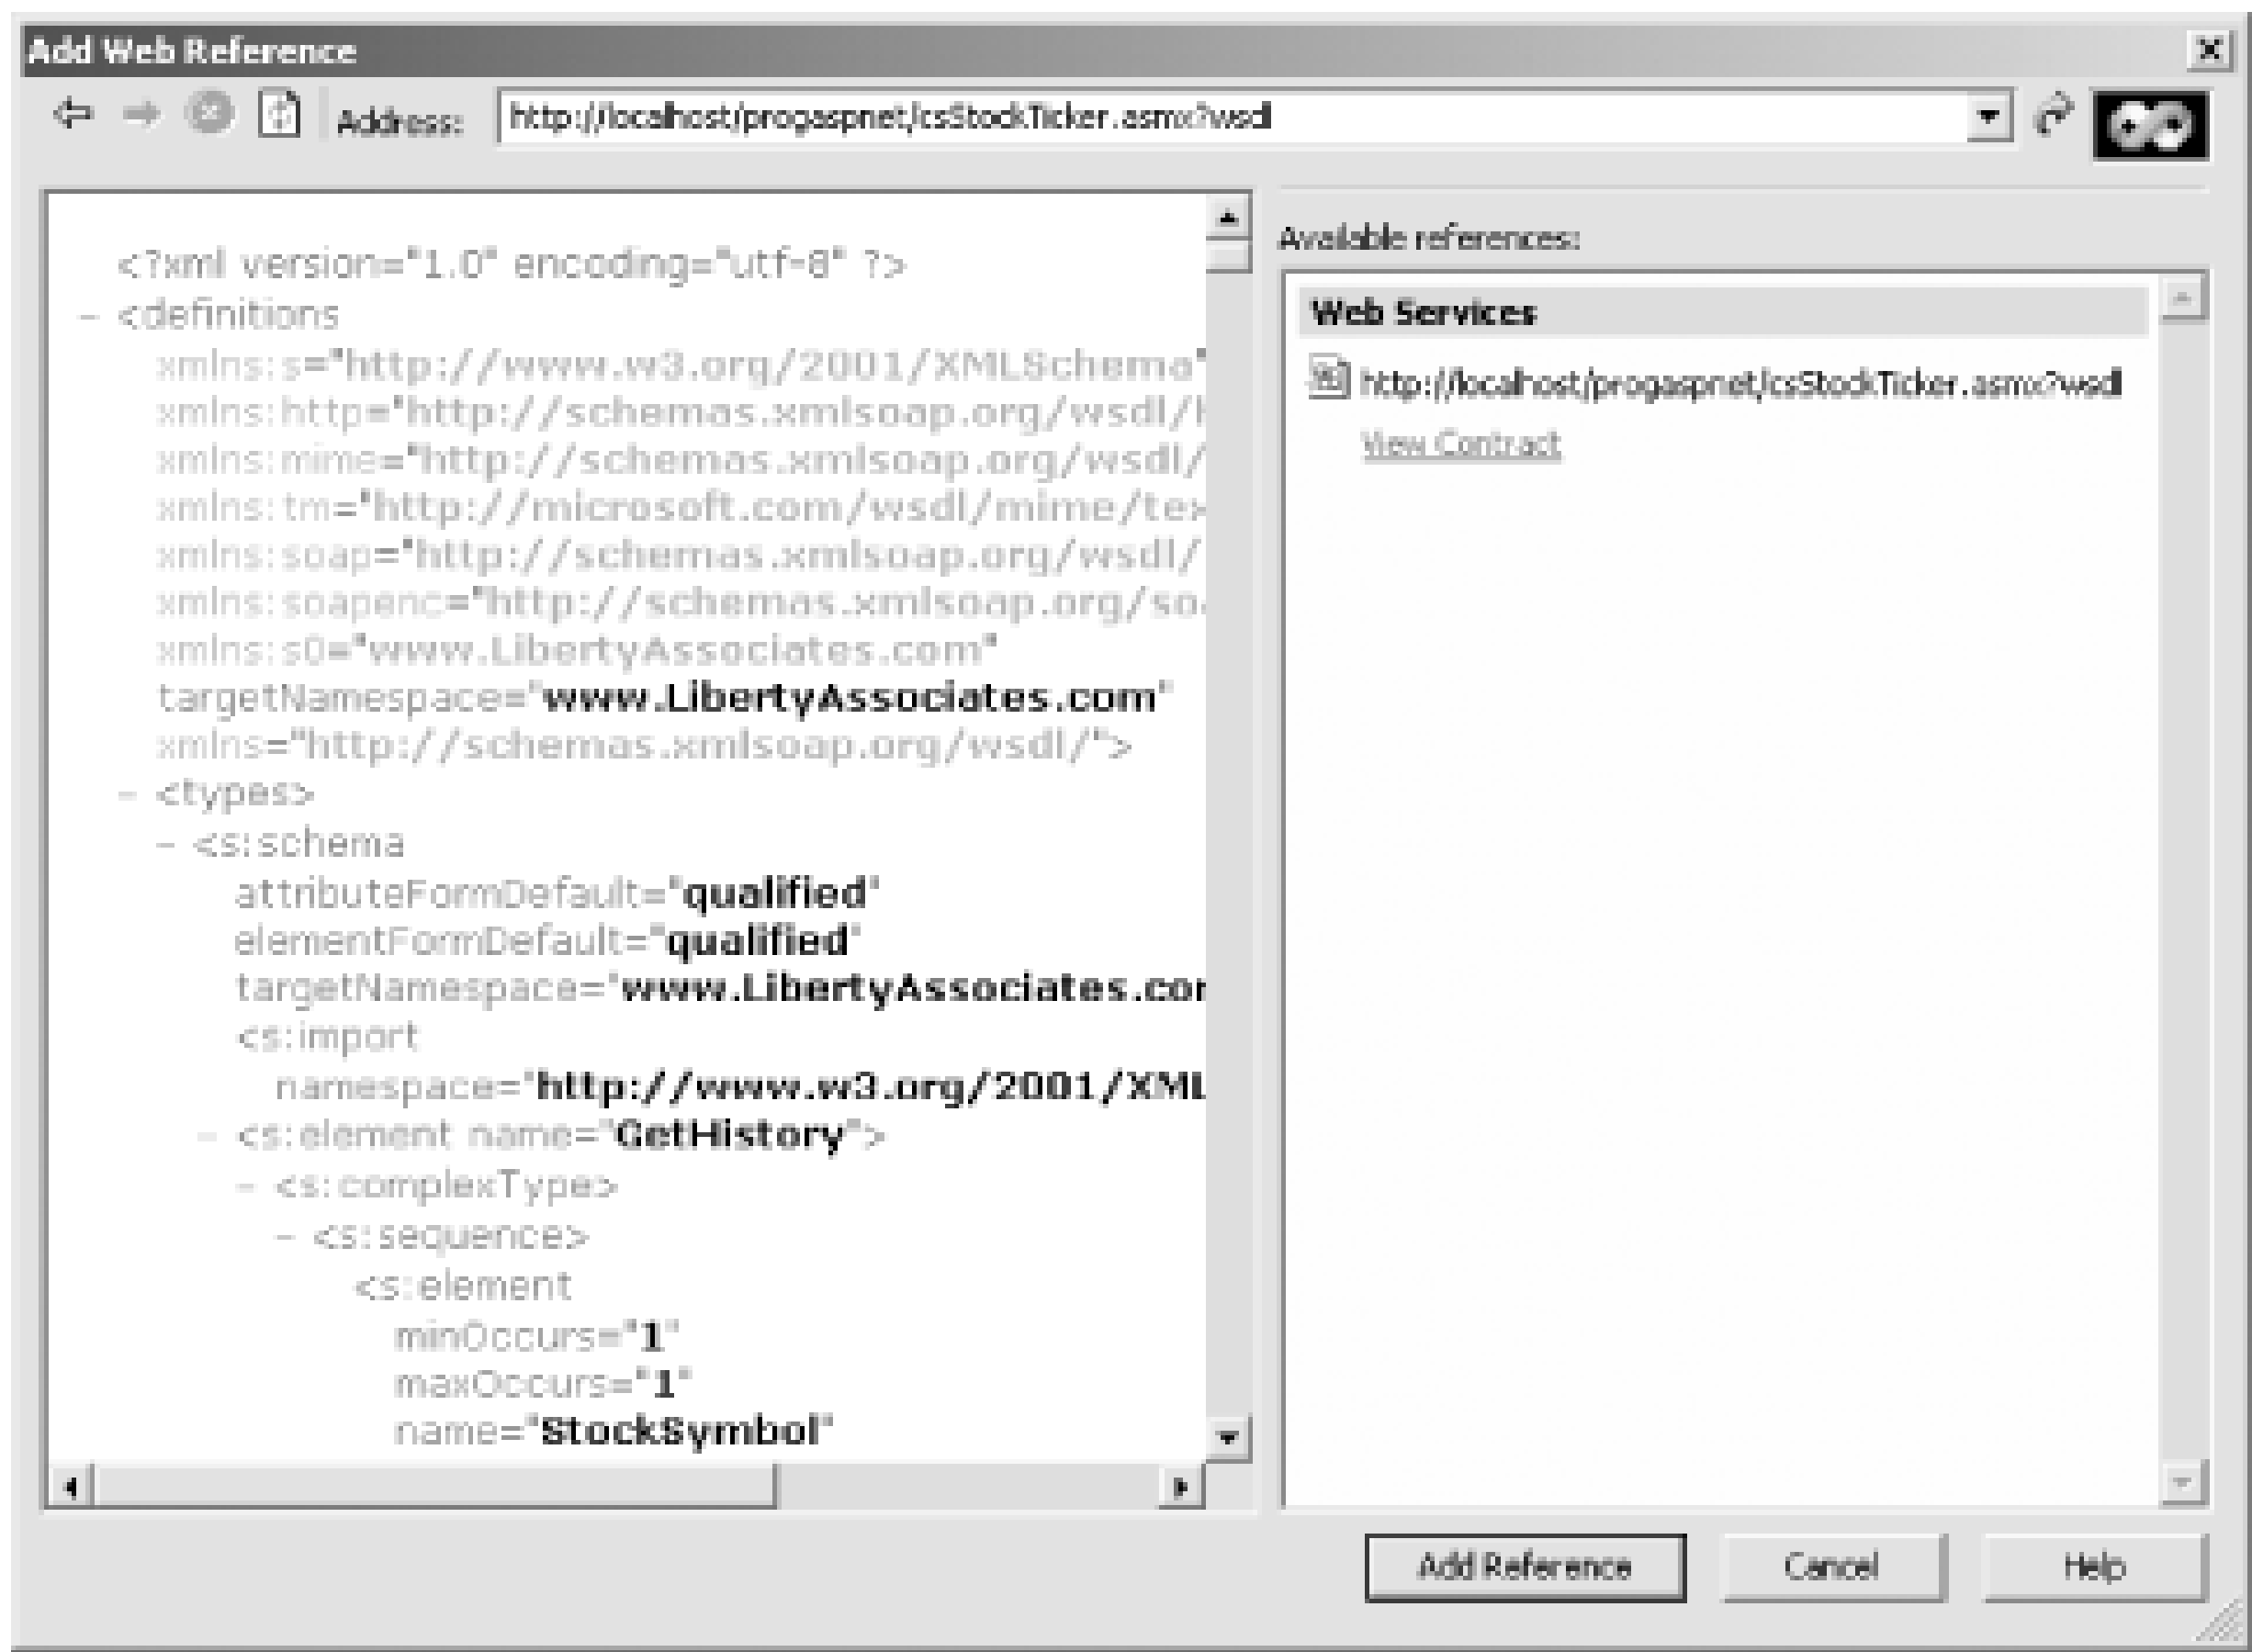 Add Web Reference
Address: http://localhost/progaspnet/csStockTicker.asmx?wsdl
<?xml version="1.0" encoding="utf-8" ?>
- <definitions
xmlns:s="http://www.w3.org/2001/XMLSchema"
xmlns:http="http://schemas.xmlsoap.org/wsdl/
xmlns:mime="http://schemas.xmlsoap.org/wsdl/
xmlns:tm="http://microsoft.com/wsdl/mime/tex
xmlns:soap="http://schemas.xmlsoap.org/wsdl/
xmlns:soapenc="http://schemas.xmlsoap.org/so
xmlns:s0="www.LibertyAssociates.com"
targetNamespace="www.LibertyAssociates.com"
xmlns="http://schemas.xmlsoap.org/wsdl/">
- <types>
- <s:schema
attributeFormDefault="qualified"
elementFormDefault="qualified"
targetNamespace="www.LibertyAssociates.co
<s:import
namespace="http://www.w3.org/2001/XML
- <s:element name="GetHistory">
- <s:complexType>
- <s:sequence>
<s:element
minOccurs="1"
maxOccurs="1"
name="StockSymbol"
Available references:
Web Services
http://localhost/progaspnet/csStockTicker.asmx?wsdl
View Contract
Add Reference
Cancel
Help